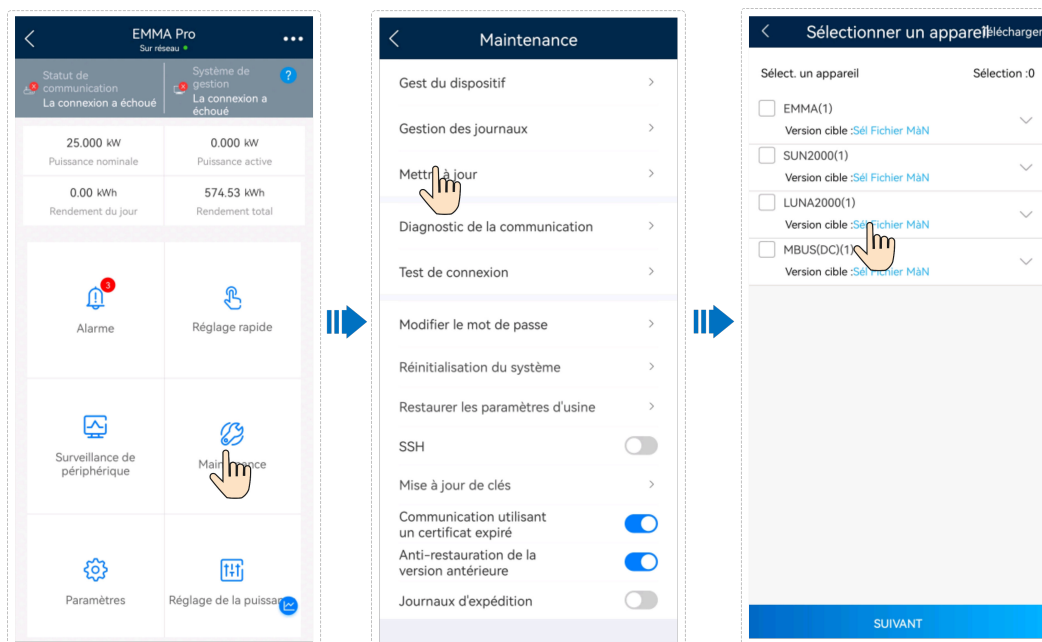 EMMA Pro
Sur réseau
Statut de
communication
La connexion a échoué
Système de
gestion
La connexion a
échoué
?
25.000 kW
Puissance nominale
0.000 kW
Puissance active
0.00 kWh
Rendement du jour
574.53 kWh
Rendement total
3
Alarme
Réglage rapide
Surveillance de
périphérique
Maintenance
Paramètres
Réglage de la puissan
Maintenance
Gest du dispositif
Gestion des journaux
Mettre à jour
Diagnostic de la communication
Test de connexion
Modifier le mot de passe
Réinitialisation du système
Restaurer les paramètres d'usine
SSH
Mise à jour de clés
Communication utilisant
un certificat expiré
Anti-restauration de la
version antérieure
Journaux d'expédition
Sélectionner un appareil
Télécharger
Sélect. un appareil
Sélection :0
EMMA(1)
Version cible :Sél Fichier MàN
SUN2000(1)
Version cible :Sél Fichier MàN
LUNA2000(1)
Version cible :Sél Fichier MàN
MBUS(DC)(1)
Version cible :Sél Fichier MàN
SUIVANT